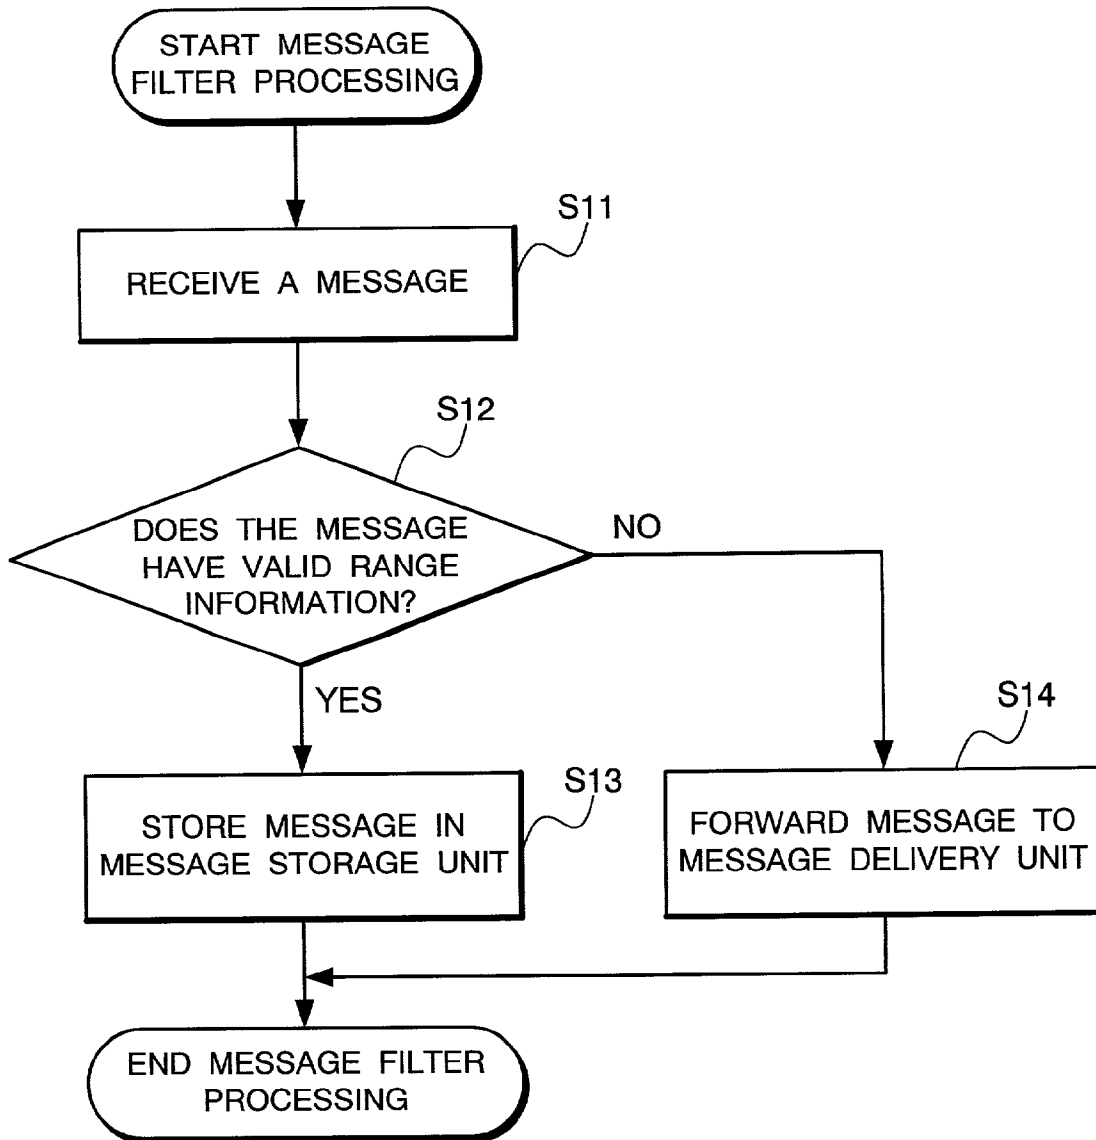 START MESSAGE
FILTER PROCESSING
S11
RECEIVE A MESSAGE
S12
DOES THE MESSAGE
HAVE VALID RANGE
INFORMATION?
NO
YES
S13
STORE MESSAGE IN
MESSAGE STORAGE UNIT
S14
FORWARD MESSAGE TO
MESSAGE DELIVERY UNIT
END MESSAGE FILTER
PROCESSING